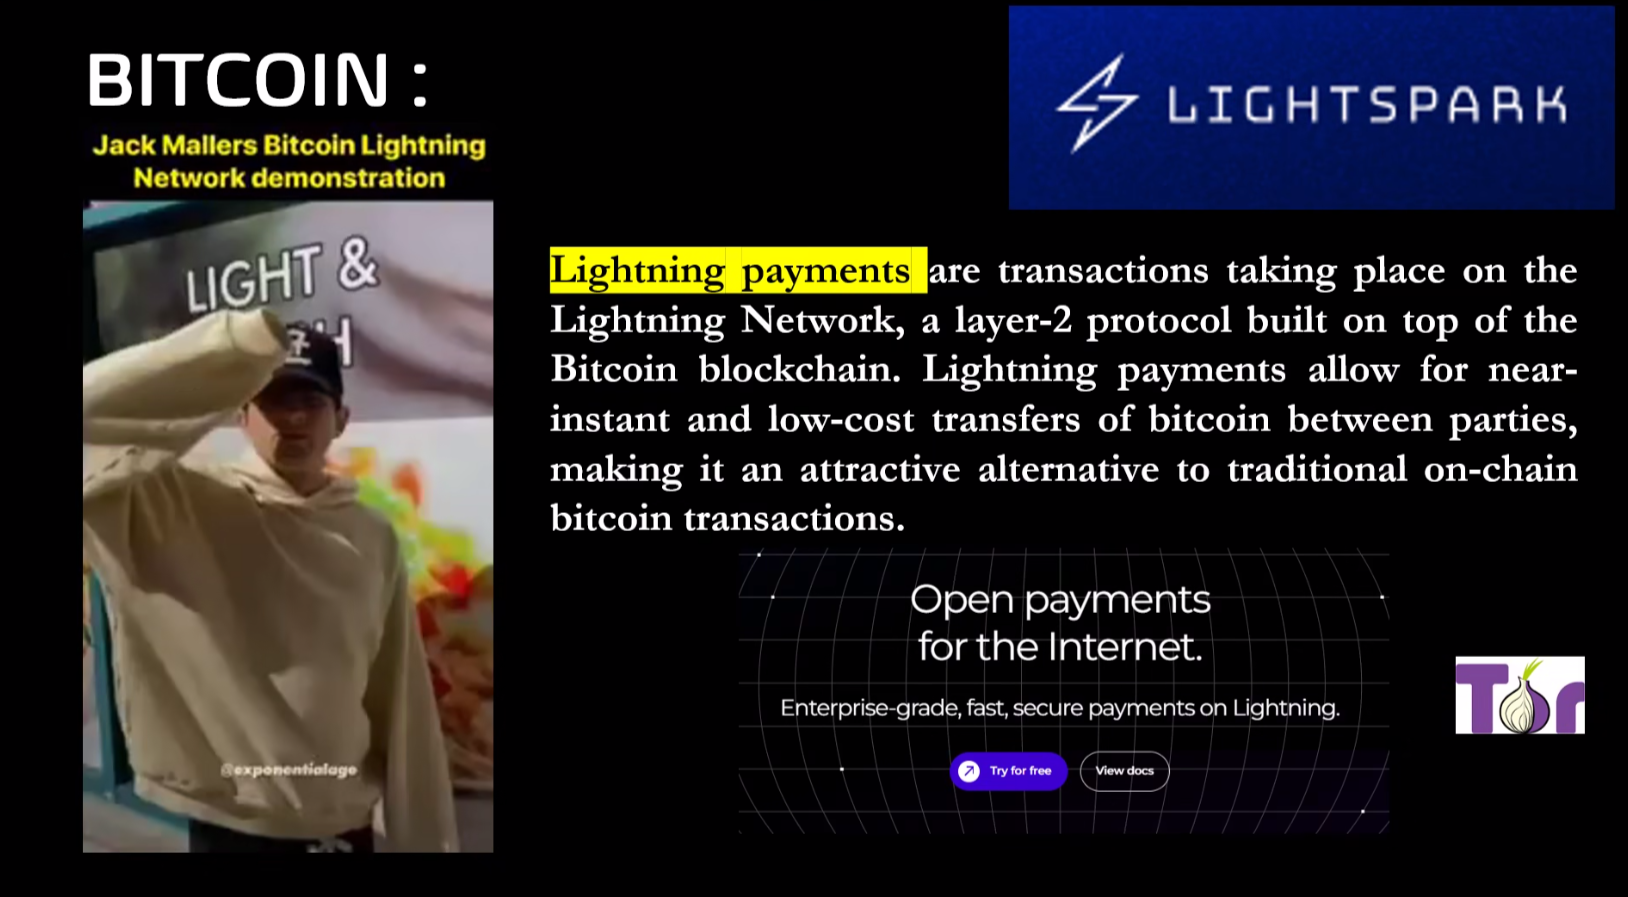 BITCOIN :
Jack Mallers Bitcoin Lightning
Network demonstration
LIGHT &
@exponentialage
LIGHTSPARK
Lightning payments are transactions taking place on the
Lightning Network, a layer-2 protocol built on top of the
Bitcoin blockchain. Lightning payments allow for near-
instant and low-cost transfers of bitcoin between parties,
making it an attractive alternative to traditional on-chain
bitcoin transactions.
Open payments
for the Internet.
Enterprise-grade, fast, secure payments on Lightning.
Try for free
View docs
Tor